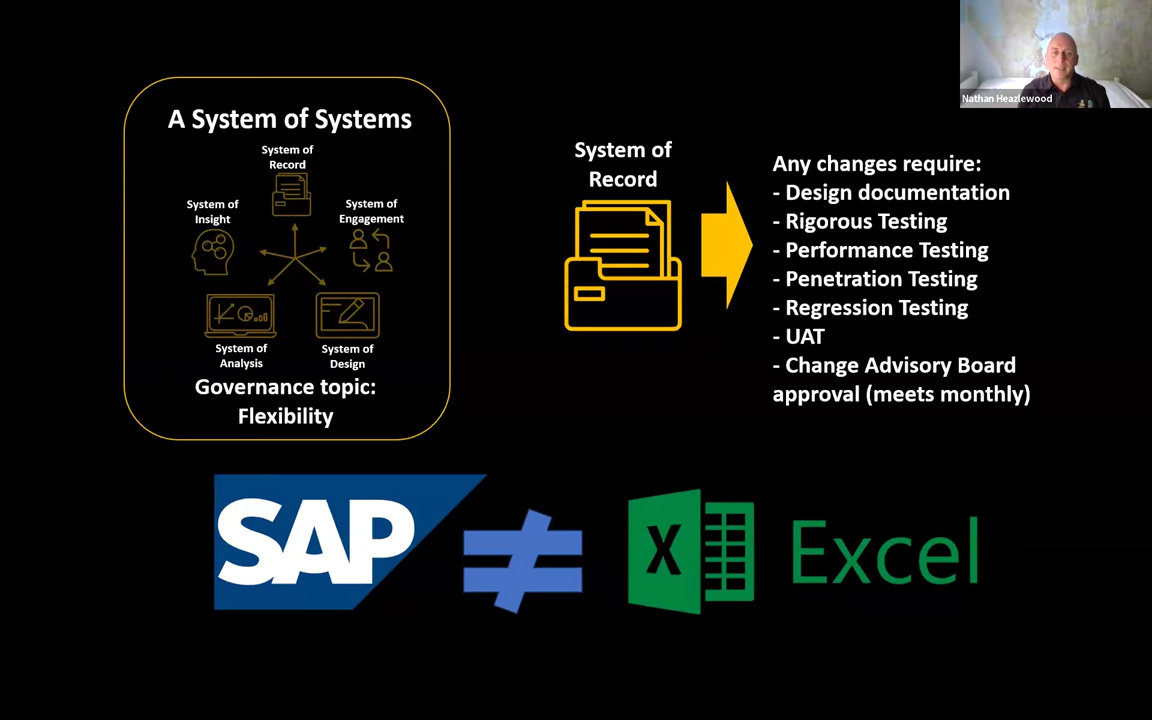 Nathan Heazlewood
A System of Systems
System of
Record
System of
Insight
System of
Engagement
System of
Analysis
System of
Design
Governance topic:
Flexibility
System of
Record
Any changes require:
- Design documentation
- Rigorous Testing
- Performance Testing
- Penetration Testing
- Regression Testing
- UAT
- Change Advisory Board
approval (meets monthly)
SAP
≠
X
Excel